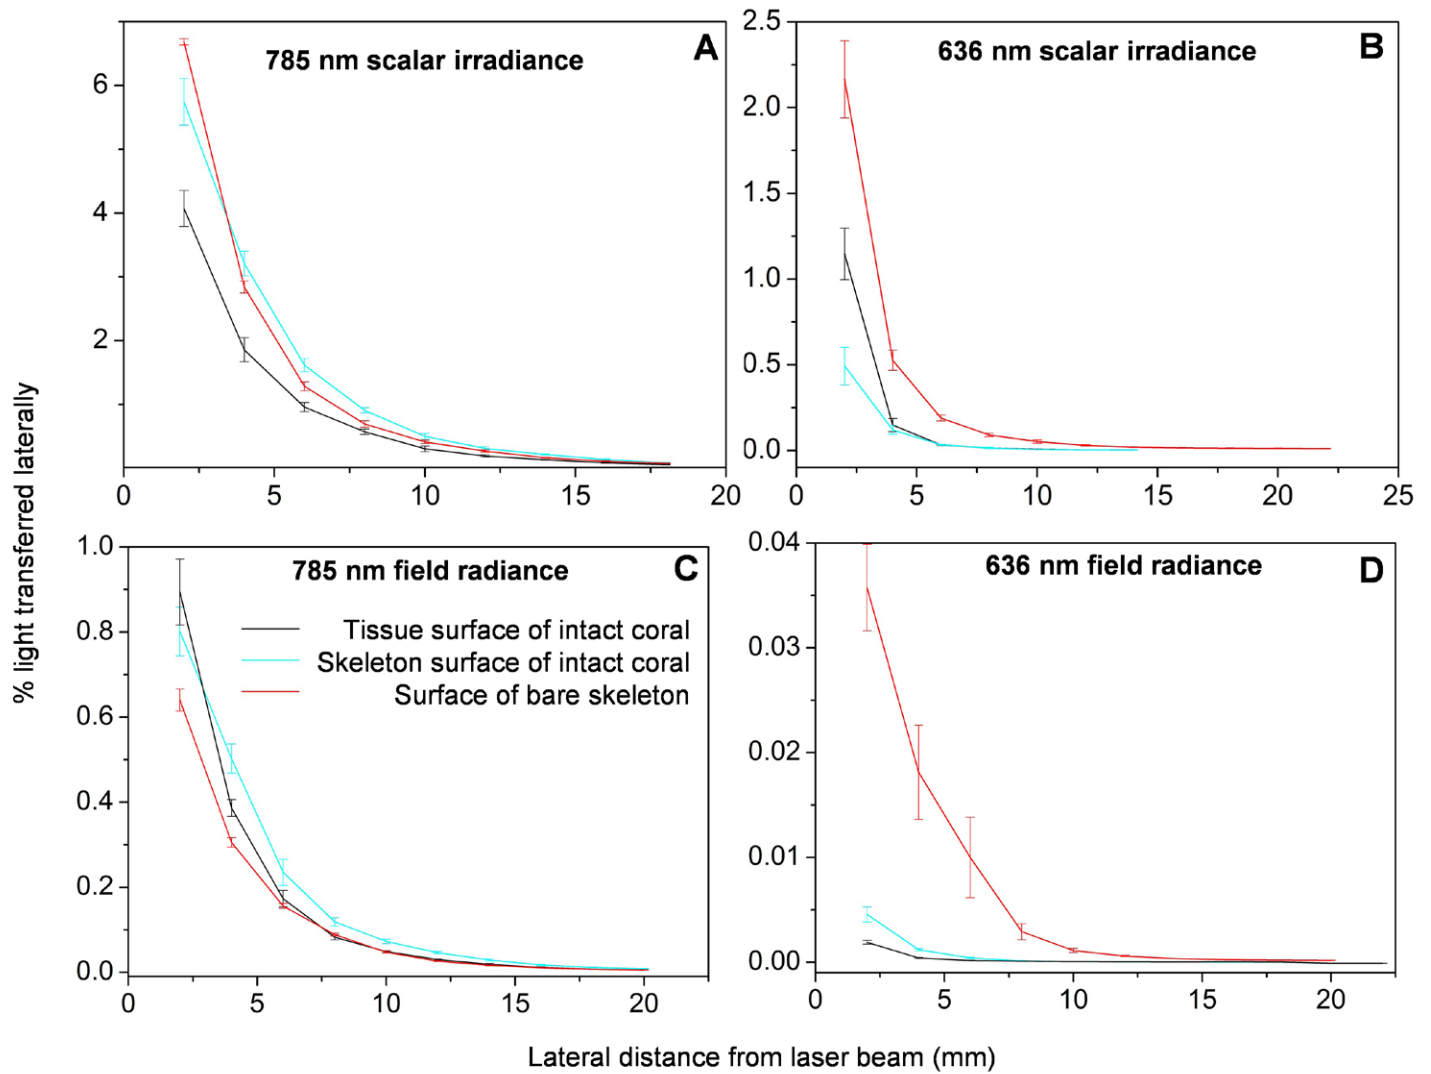 % light transferred laterally
785 nm scalar irradiance
A
6
4
2
0 5 10 15 20
636 nm scalar irradiance
B
2.5
2.0
1.5
1.0
0.5
0.0
0 5 10 15 20 25
785 nm field radiance
C
1.0
0.8
0.6
0.4
0.2
0.0
Tissue surface of intact coral
Skeleton surface of intact coral
Surface of bare skeleton
0 5 10 15 20
636 nm field radiance
D
0.04
0.03
0.02
0.01
0.00
0 5 10 15 20
Lateral distance from laser beam (mm)